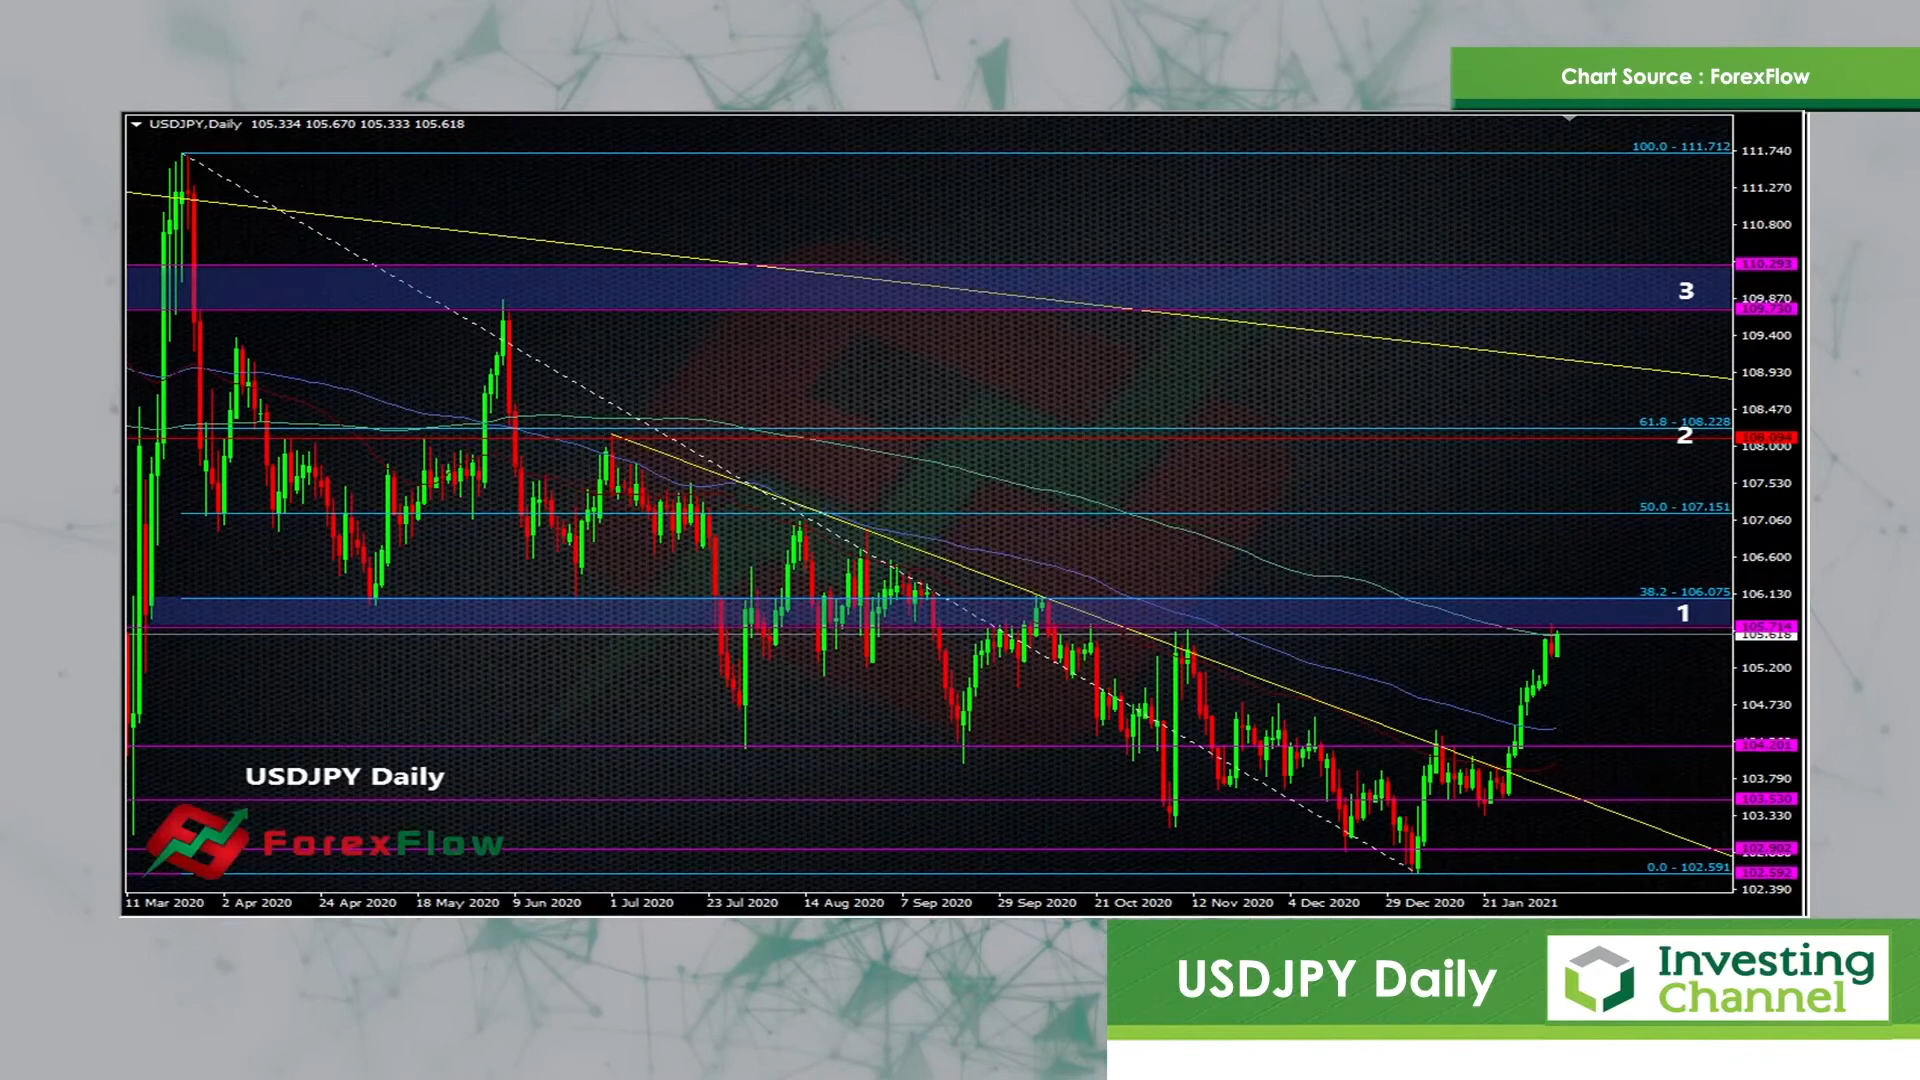 Chart Source : ForexFlow
USDJPY,Daily 105.334 105.670 105.333 105.618
100.0 - 111.712
111.740
111.270
110.800
110.293
3
109.870
109.730
109.400
108.930
108.470
61.8 - 108.228
2
108.094
108.000
107.530
50.0 - 107.151
107.060
106.600
38.2 - 106.075
106.130
1
105.714
105.618
105.200
104.730
104.201
USDJPY Daily
103.790
103.530
103.330
ForexFlow
102.902
0.0 - 102.591
102.592
102.390
11 Mar 2020 2 Apr 2020 24 Apr 2020 18 May 2020 9 Jun 2020 1 Jul 2020 23 Jul 2020 14 Aug 2020 7 Sep 2020 29 Sep 2020 21 Oct 2020 12 Nov 2020 4 Dec 2020 29 Dec 2020 21 Jan 2021
USDJPY Daily
Investing
Channel